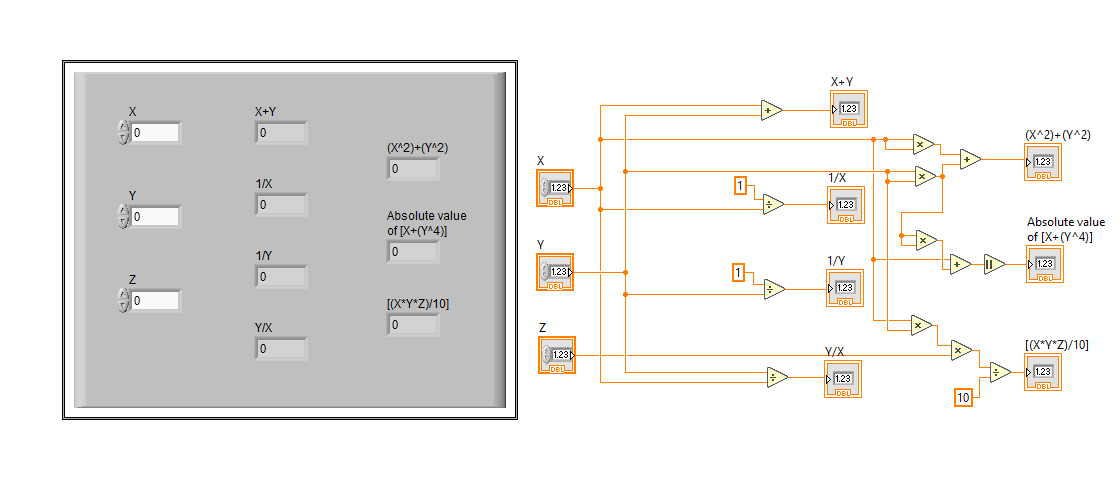 X
0
Y
0
Z
0
X+Y
0
1/X
0
1/Y
0
Y/X
0
(X^2)+(Y^2)
0
Absolute value
of [X+(Y^4)]
0
[(X*Y*Z)/10]
0
X
1.23
DBL
Y
1.23
DBL
Z
1.23
DBL
+
X+Y
1.23
DBL
1
÷
1/X
1.23
DBL
1
÷
1/Y
1.23
DBL
÷
Y/X
1.23
DBL
×
×
+
(X^2)+(Y^2)
1.23
DBL
×
+
Absolute value
of [X+(Y^4)]
1.23
DBL
×
×
10
÷
[(X*Y*Z)/10]
1.23
DBL